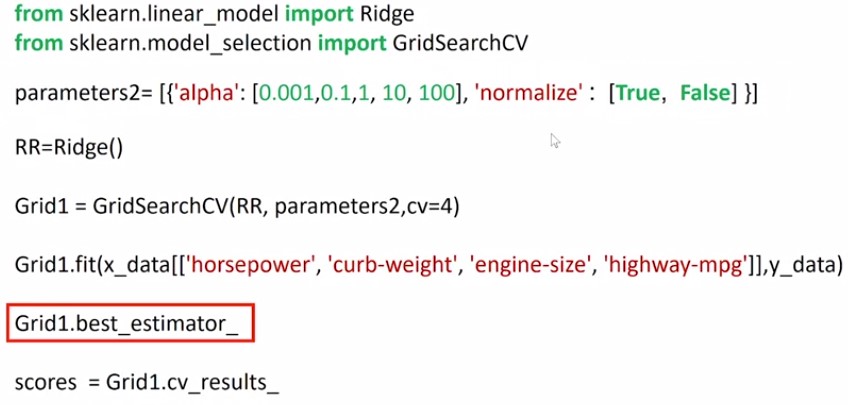 from sklearn.linear_model import Ridge
from sklearn.model_selection import GridSearchCV
parameters2= [{'alpha': [0.001,0.1,1, 10, 100], 'normalize' : [True, False] }]
RR=Ridge()
Grid1 = GridSearchCV(RR, parameters2,cv=4)
Grid1.fit(x_data[['horsepower', 'curb-weight', 'engine-size', 'highway-mpg']],y_data)
Grid1.best_estimator_
scores = Grid1.cv_results_